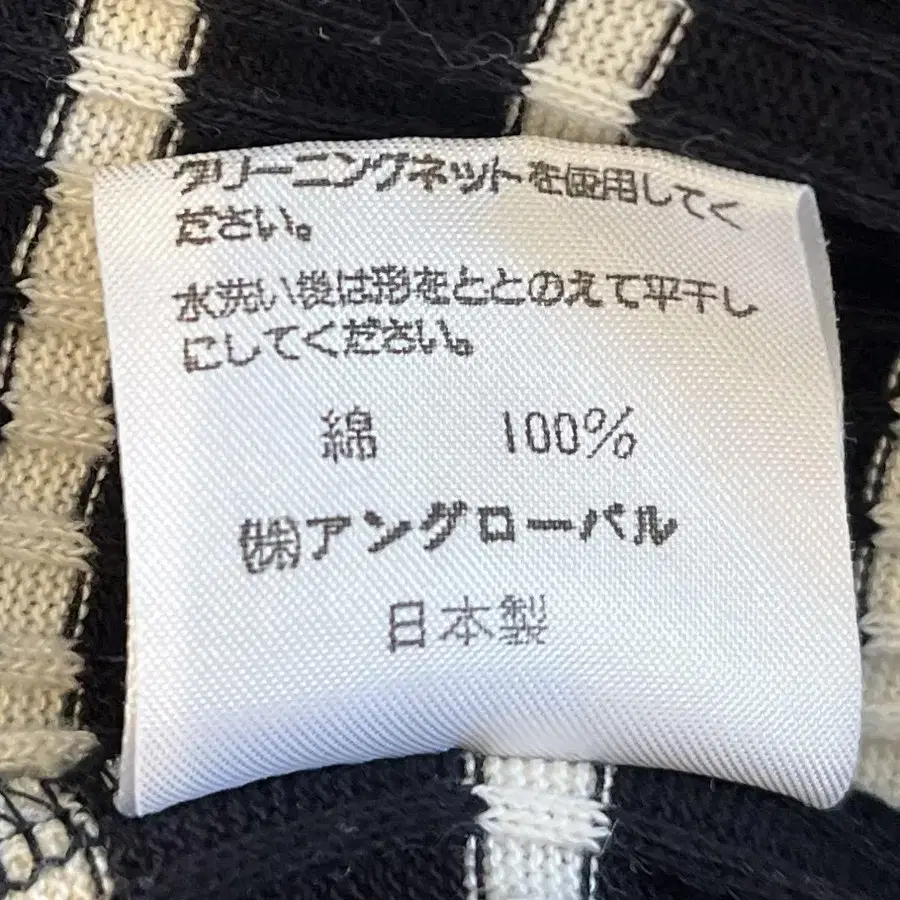 クリーニングネットを使用してく
ださい。
水洗い後は形をととのえて平干し
にしてください。
綿 100%
㈱アングローバル
日本製